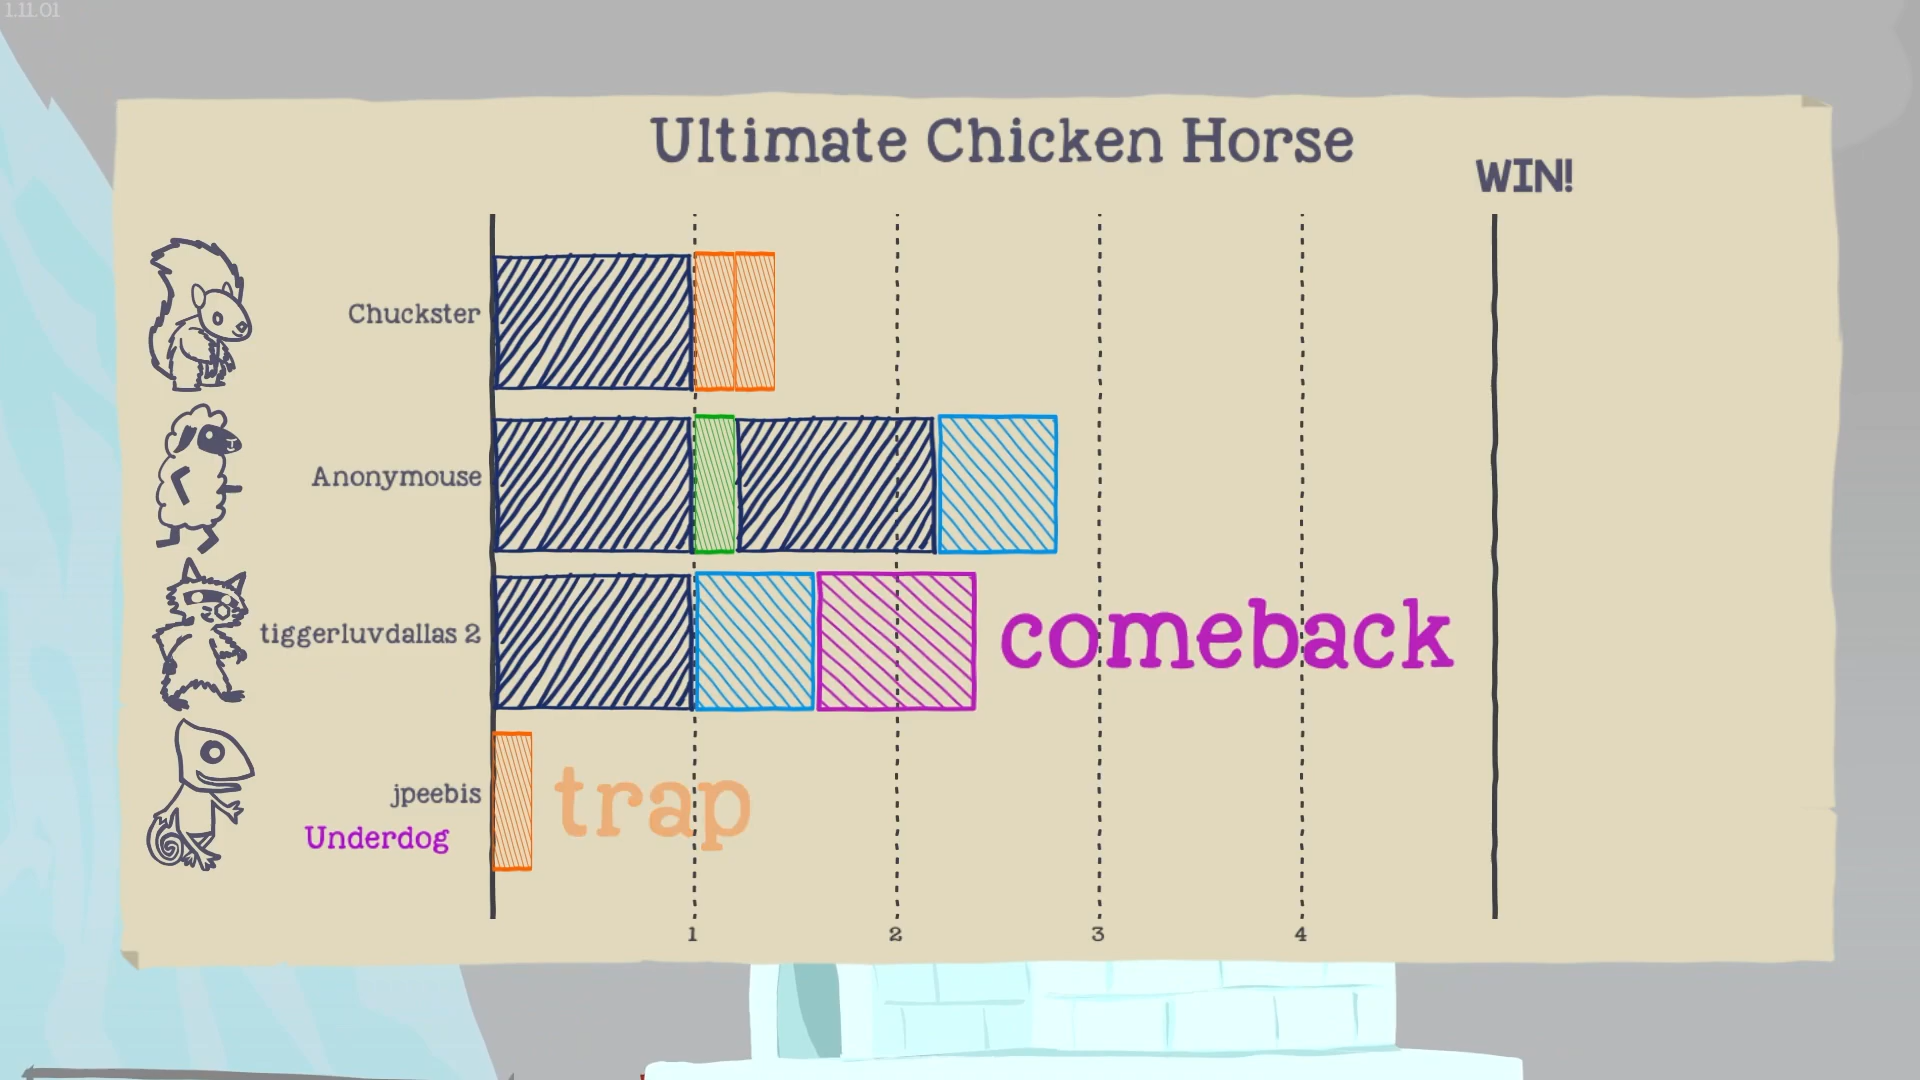 1.11.01
Ultimate Chicken Horse
WIN!
Chuckster
Anonymouse
tiggerluvdallas 2
comeback
jpeebis
trap
Underdog
1 2 3 4